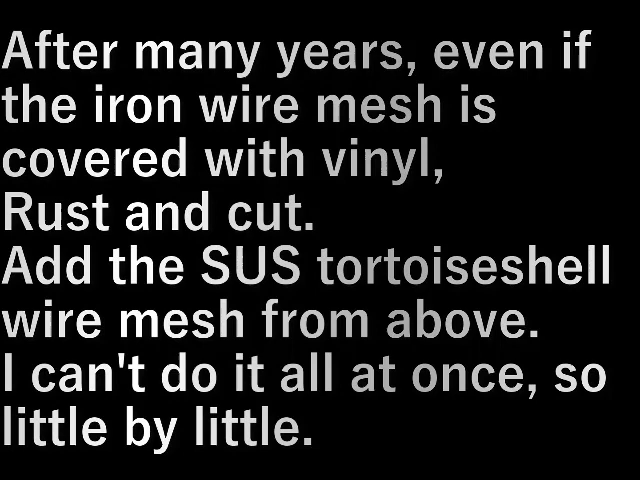 After many years, even if
the iron wire mesh is
covered with vinyl,
Rust and cut.
Add the SUS tortoiseshell
wire mesh from above.
I can't do it all at once, so
little by little.